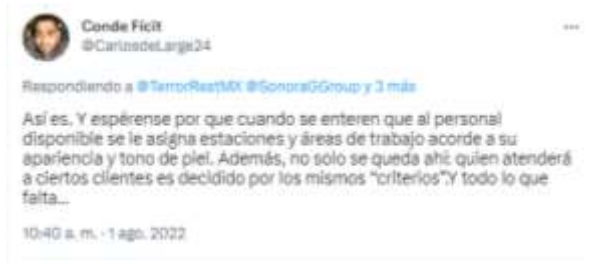 Conde Fícit
@CarlosdeLarge24
Respondiendo a @TerrorRestMX @SonoraGGroup y 3 más
Así es. Y espérense por que cuando se enteren que al personal
disponible se le asigna estaciones y áreas de trabajo acorde a su
apariencia y tono de piel. Además, no solo se queda ahí: quien atenderá
a ciertos clientes es decidido por los mismos "criterios".Y todo lo que
falta...
10:40 a. m. · 1 ago. 2022